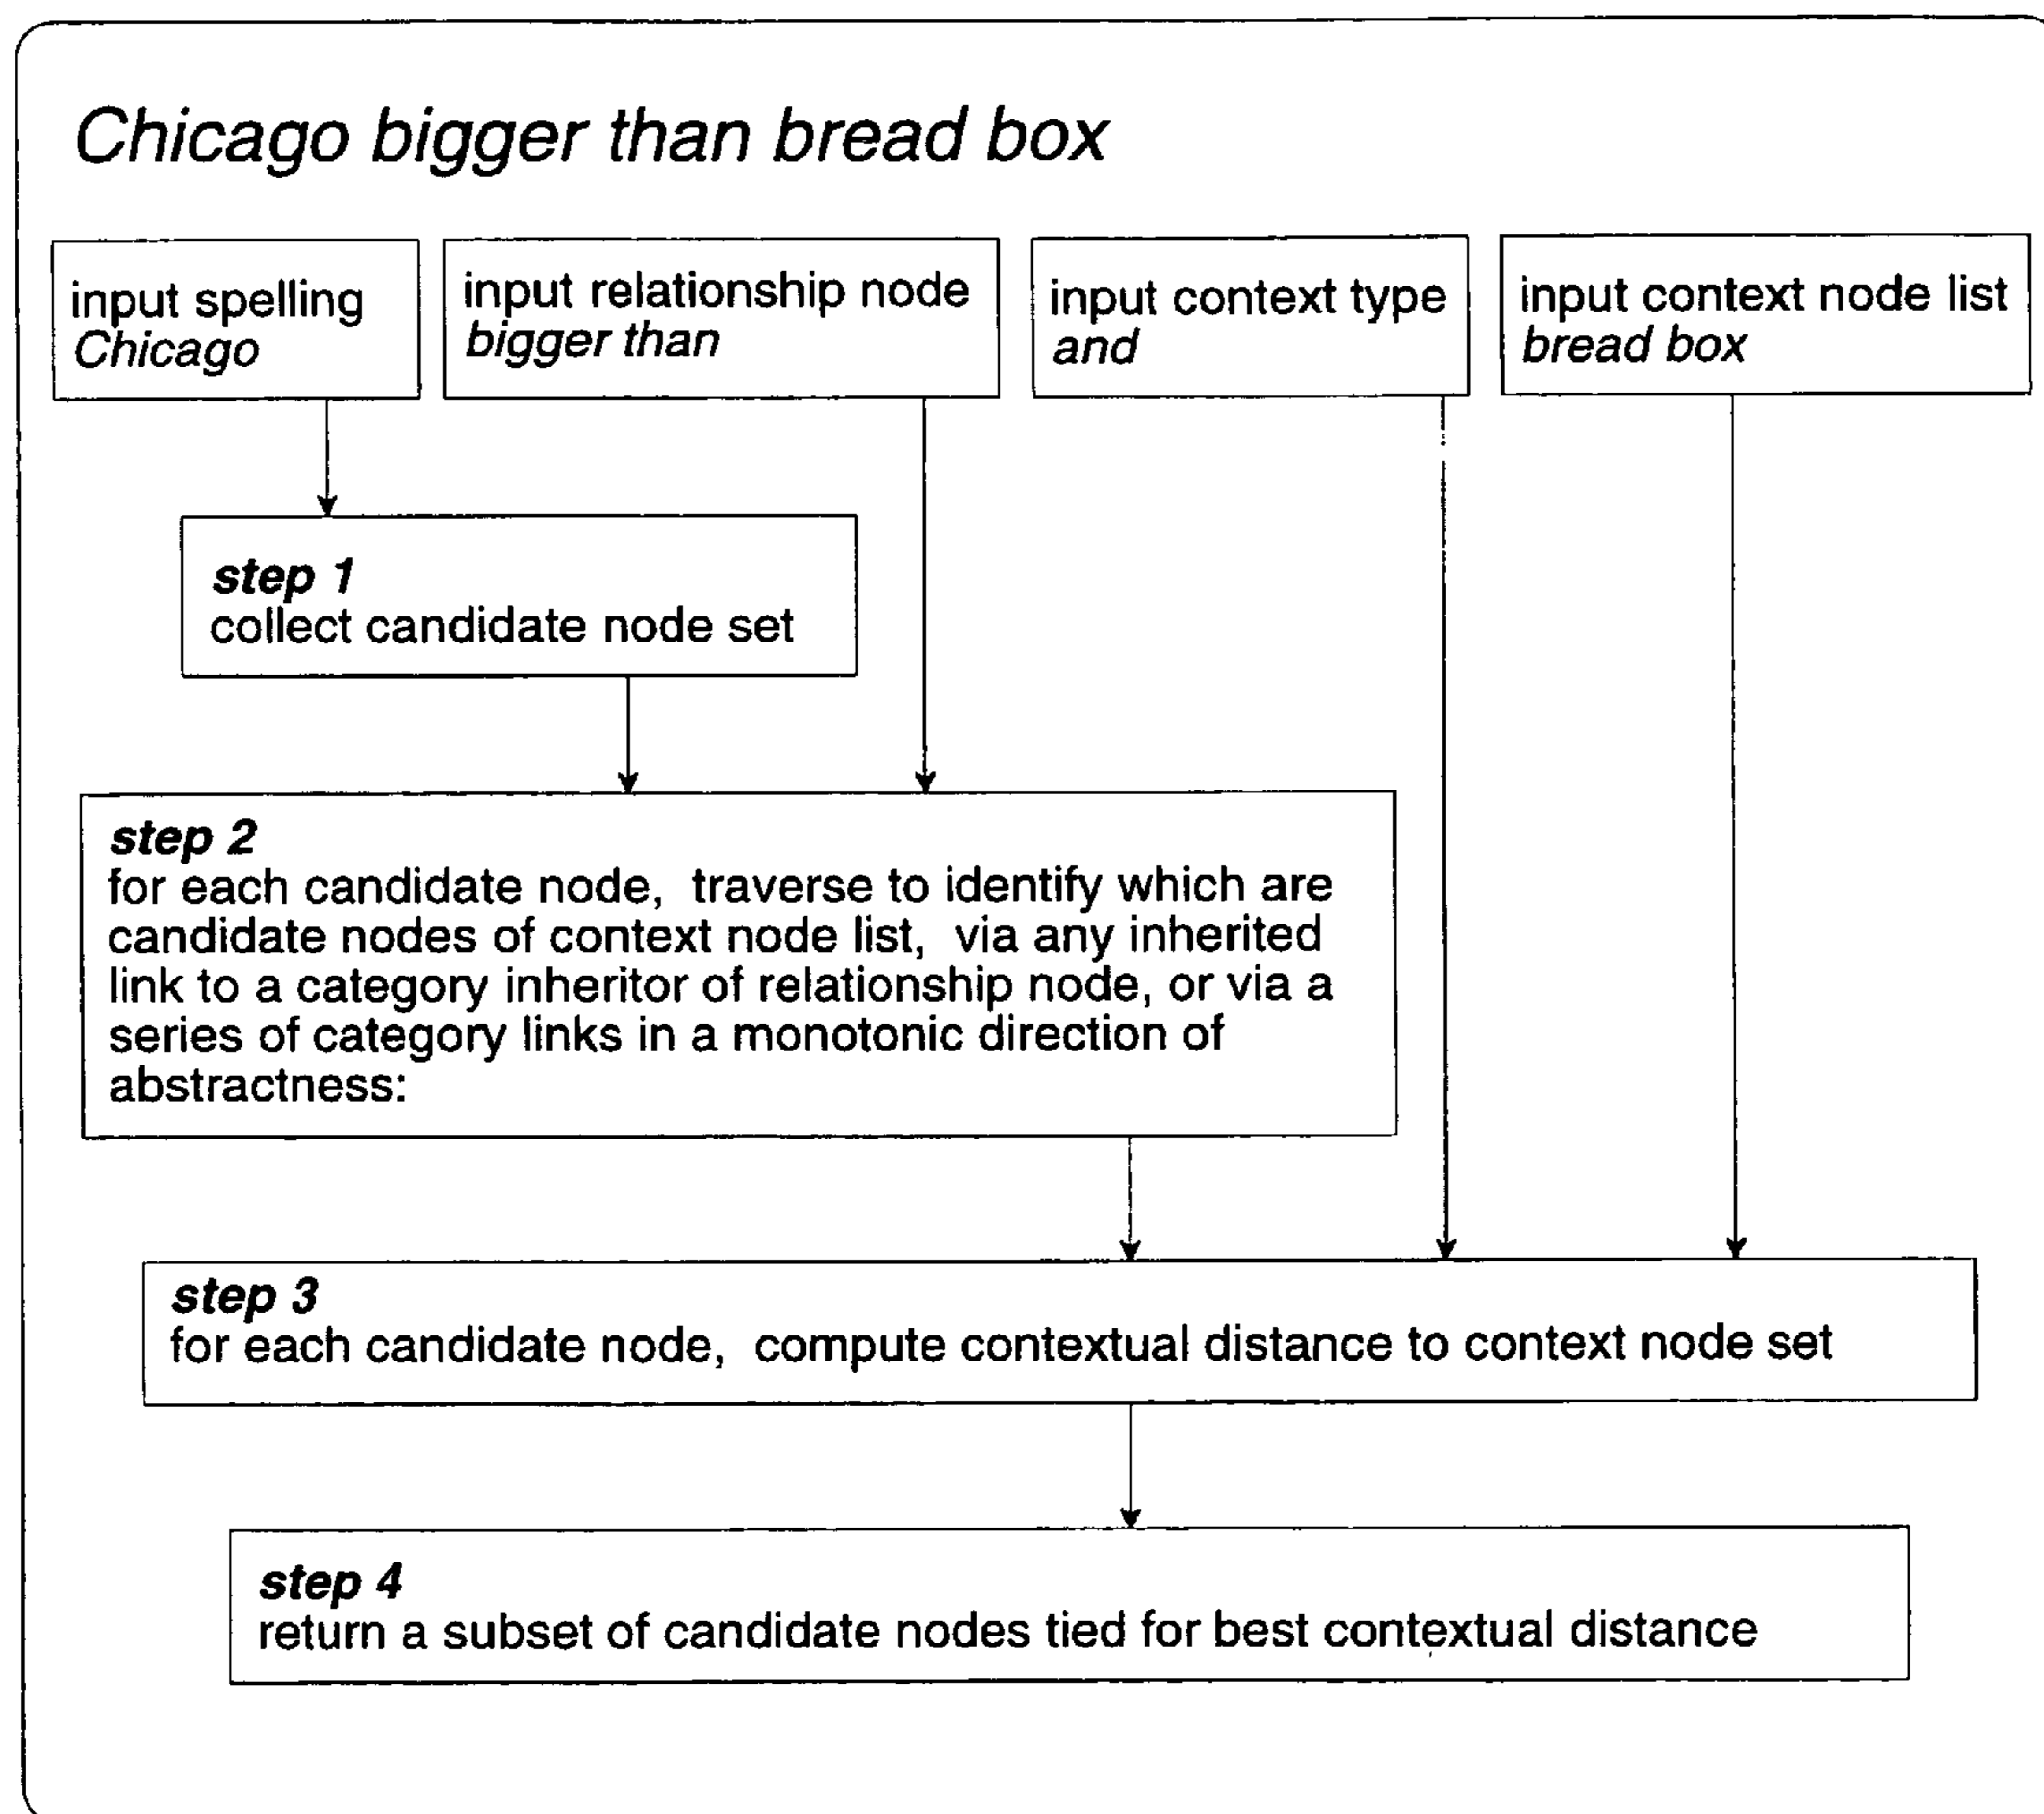 Chicago bigger than bread box
input spelling
Chicago
input relationship node
bigger than
input context type
and
input context node list
bread box
step 1
collect candidate node set
step 2
for each candidate node, traverse to identify which are
candidate nodes of context node list, via any inherited
link to a category inheritor of relationship node, or via a
series of category links in a monotonic direction of
abstractness:
step 3
for each candidate node, compute contextual distance to context node set
step 4
return a subset of candidate nodes tied for best contextual distance